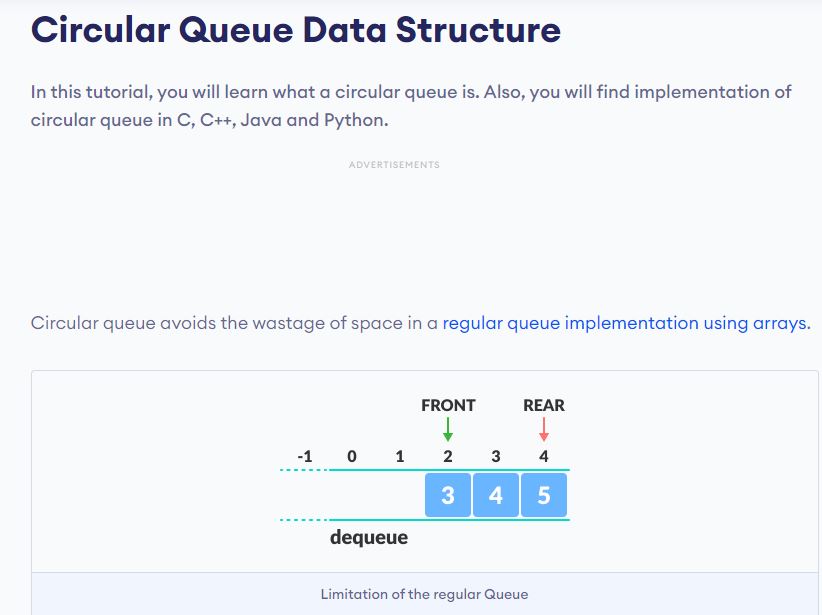 Circular Queue Data Structure
In this tutorial, you will learn what a circular queue is. Also, you will find implementation of
circular queue in C, C++, Java and Python.
ADVERTISEMENTS
Circular queue avoids the wastage of space in a regular queue implementation using arrays.
FRONT REAR
-1 0 1 2 3 4
3 4 5
dequeue
Limitation of the regular Queue